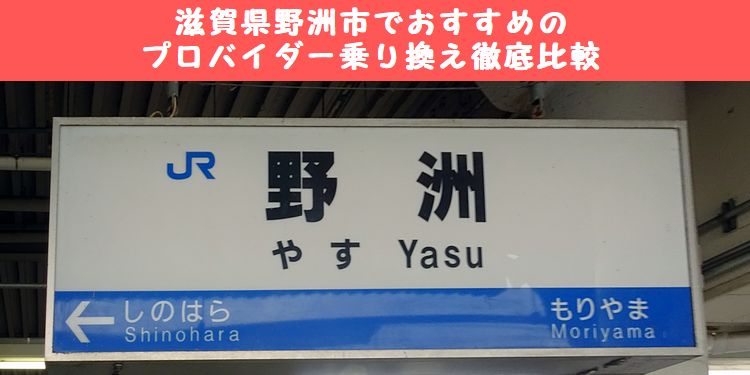 滋賀県野洲市でおすすめの
プロバイダー乗り換え徹底比較
JR
野洲
やす Yasu
しのはら
Shinohara
もりやま
Moriyama